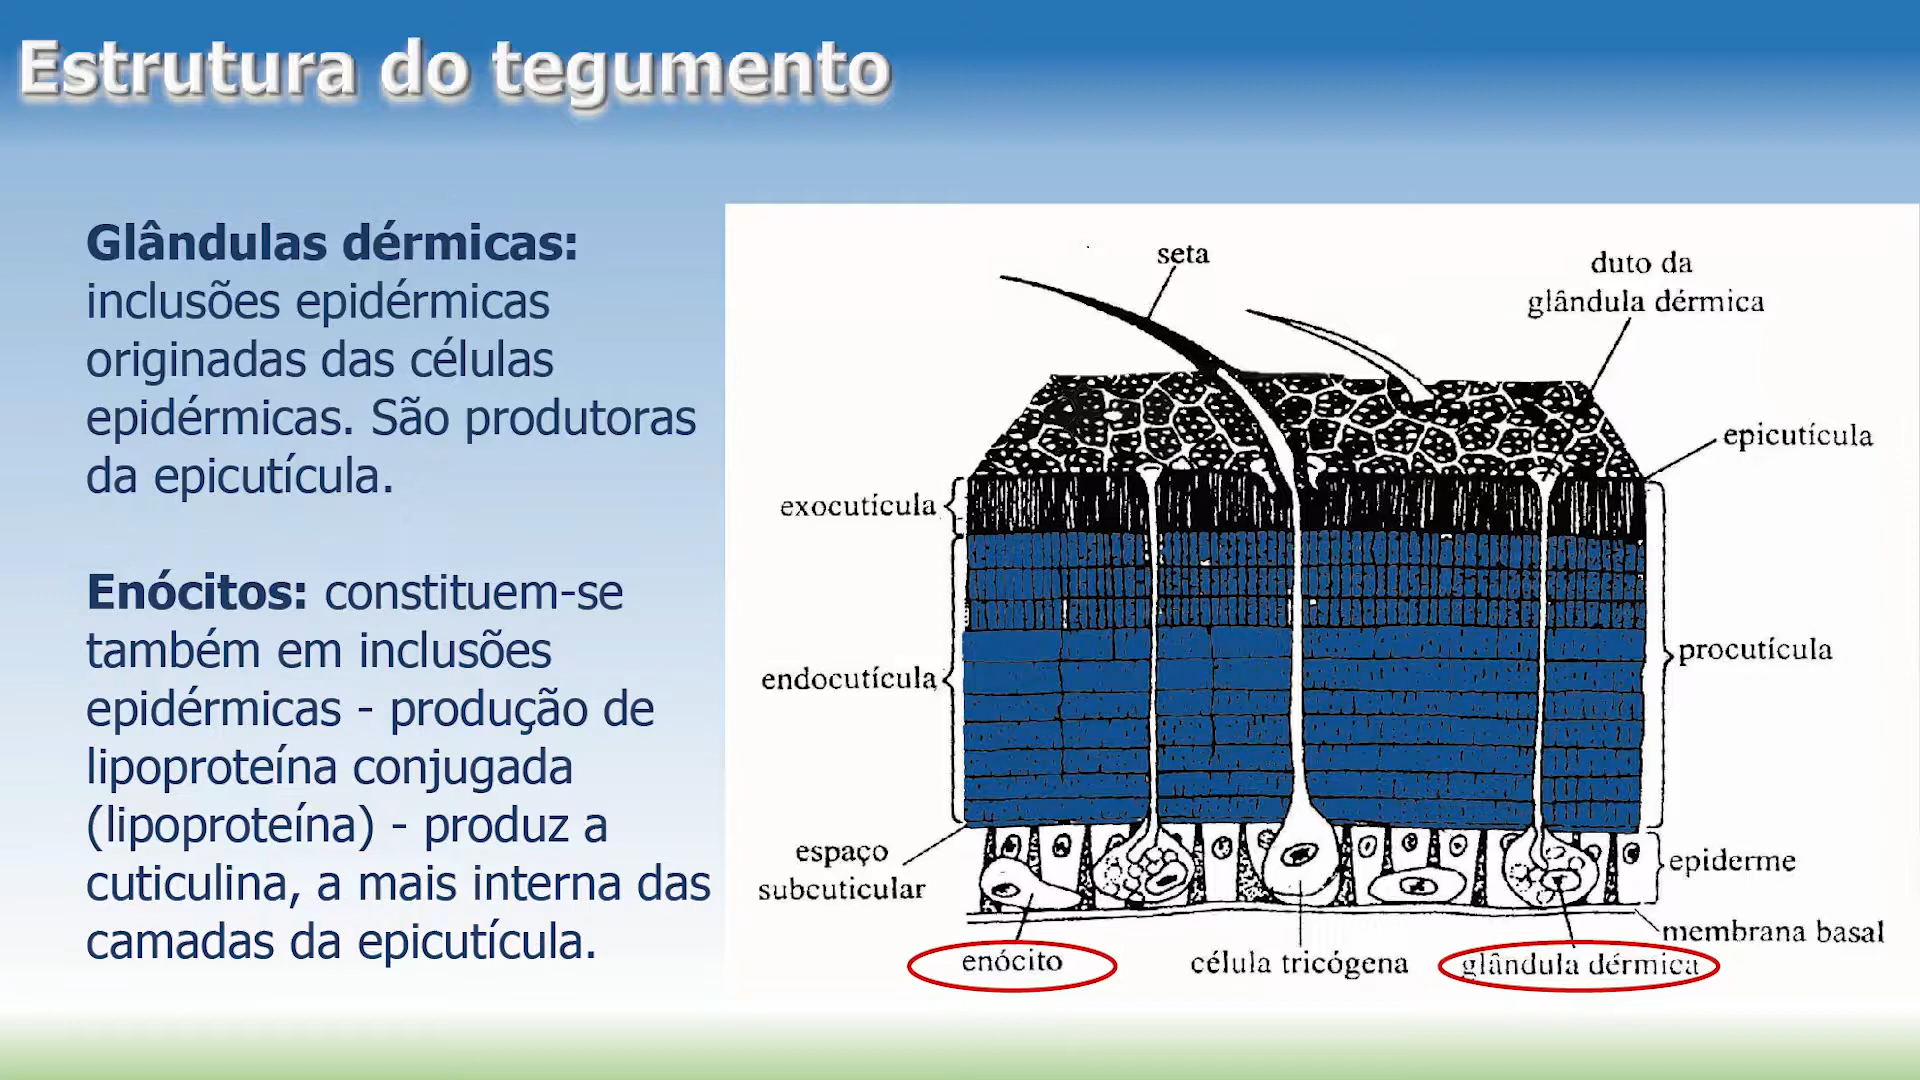 Estrutura do tegumento
Glândulas dérmicas:
inclusões epidérmicas
originadas das células
epidérmicas. São produtoras
da epicutícula.
Enócitos: constituem-se
também em inclusões
epidérmicas - produção de
lipoproteína conjugada
(lipoproteína) - produz a
cuticulina, a mais interna das
camadas da epicutícula.
seta
duto da
glândula dérmica
epicutícula
exocutícula
procutícula
endocutícula
espaço
subcuticular
epiderme
membrana basal
enócito
célula tricógena
glândula dérmica